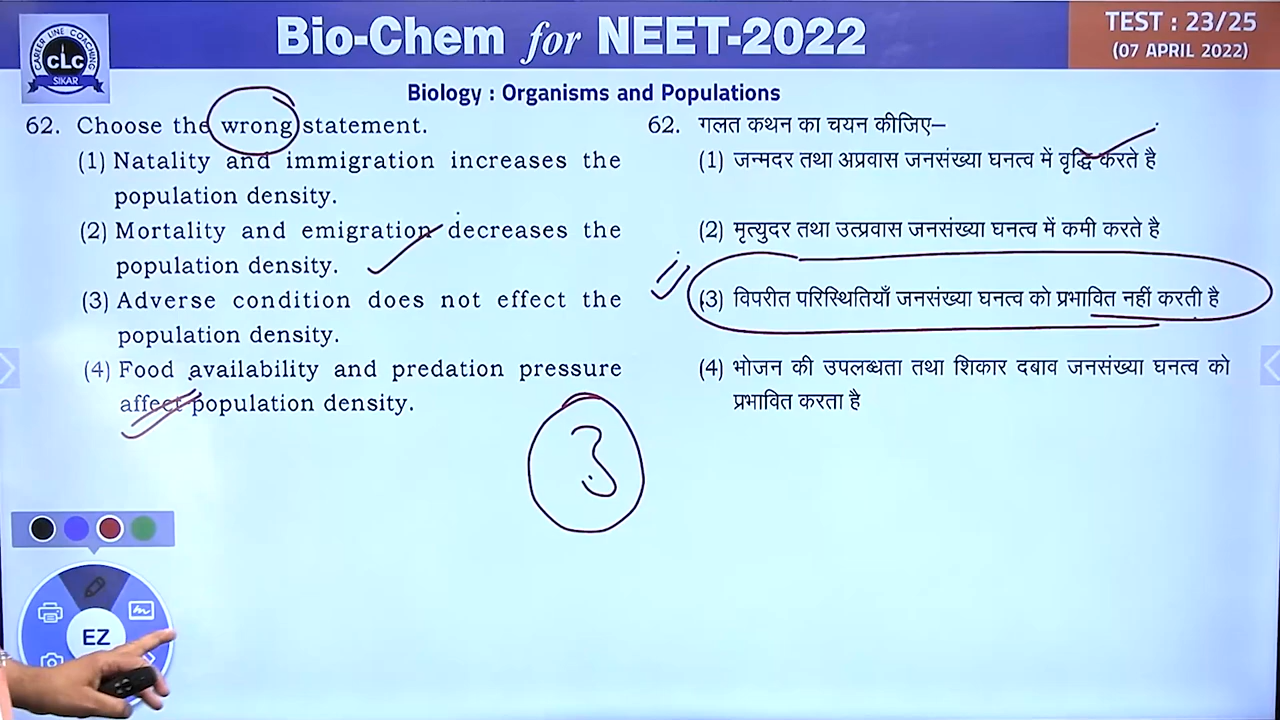 CAREER LINE COACHING
CLC
SIKAR
Bio-Chem for NEET-2022
TEST : 23/25
(07 APRIL 2022)
Biology : Organisms and Populations
62. Choose the wrong statement.
(1) Natality and immigration increases the
population density.
(2) Mortality and emigration decreases the
population density.
(3) Adverse condition does not effect the
population density.
(4) Food availability and predation pressure
affect population density.
62. गलत कथन का चयन कीजिए–
(1) जन्मदर तथा अप्रवास जनसंख्या घनत्व में वृद्धि करते है
(2) मृत्युदर तथा उत्प्रवास जनसंख्या घनत्व में कमी करते है
(3) विपरीत परिस्थितियाँ जनसंख्या घनत्व को प्रभावित नहीं करती है
(4) भोजन की उपलब्धता तथा शिकार दबाव जनसंख्या घनत्व को
प्रभावित करता है
3
EZ